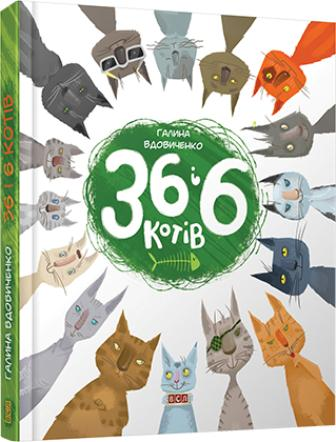 ГАЛИНА
ВДОВИЧЕНКО
36 і 6
КОТІВ
ВСЛ
ГАЛИНА ВДОВИЧЕНКО 36 І 6 КОТІВ